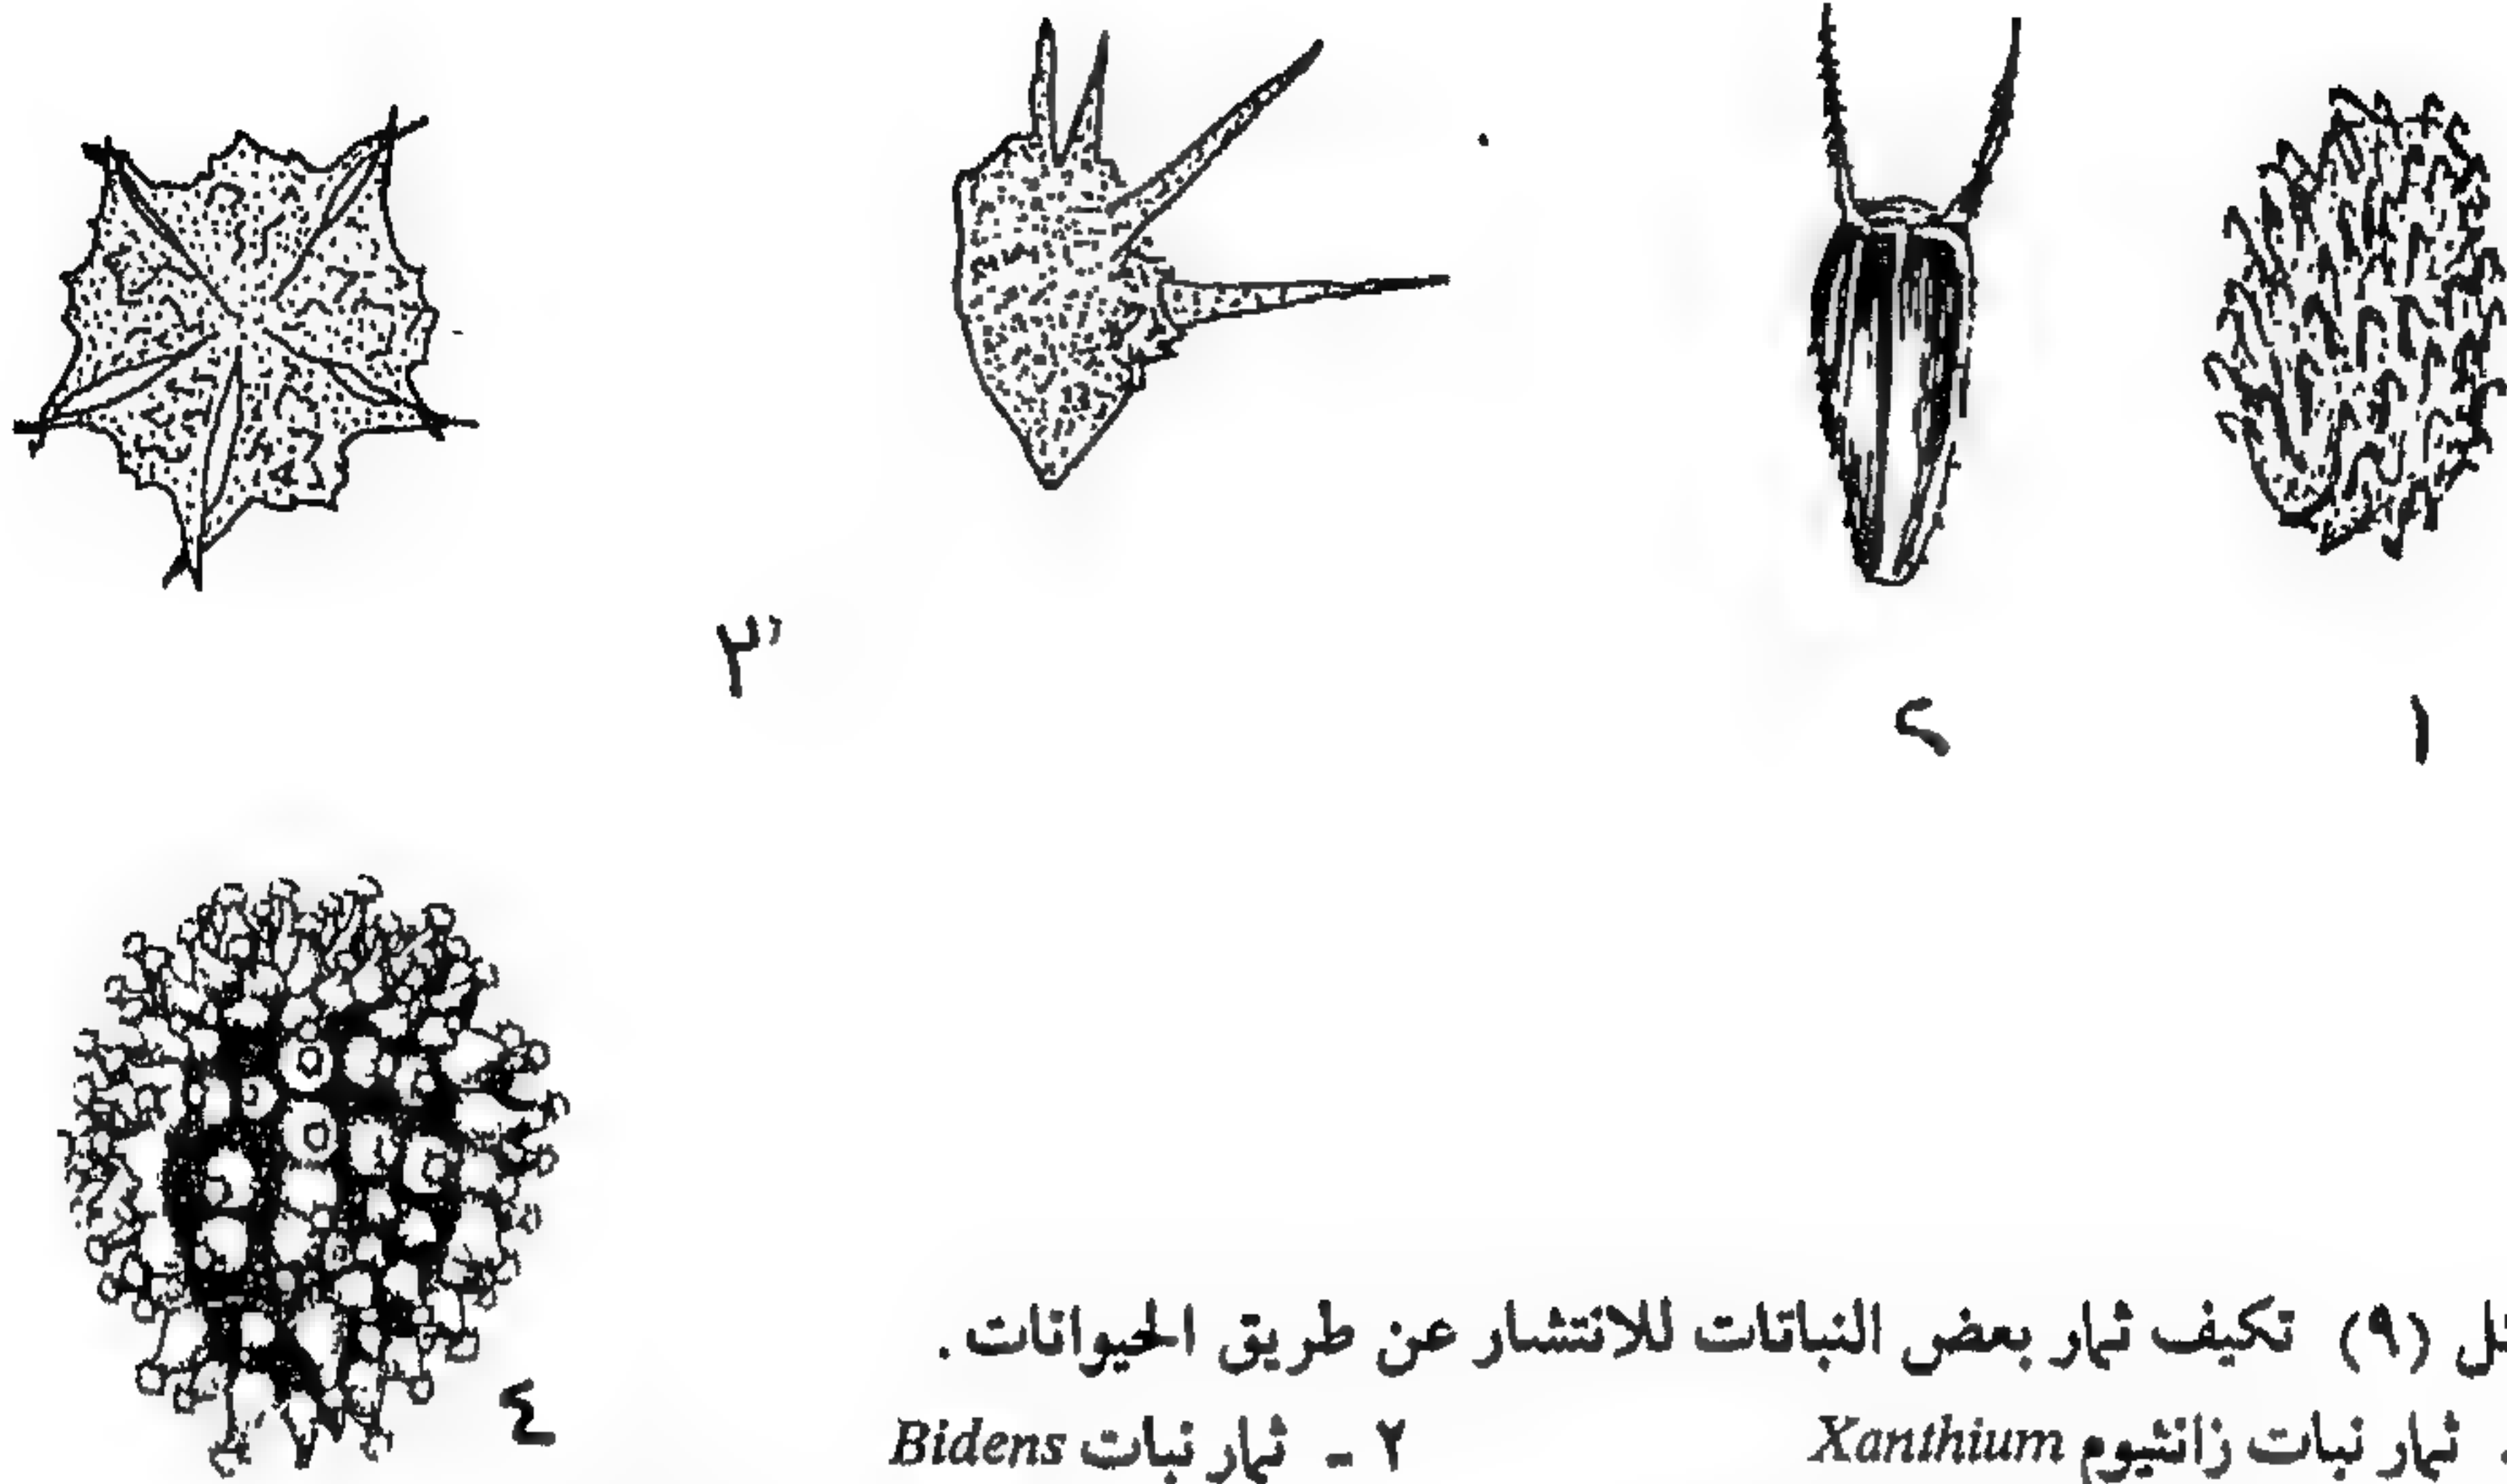 ٣
٢
١
٤
(٩) تكيف ثمار بعض النباتات للانتشار عن طريق الحيوانات.
ثمار نبات زانثيوم Xanthium ٢ - ثمار نبات Bidens